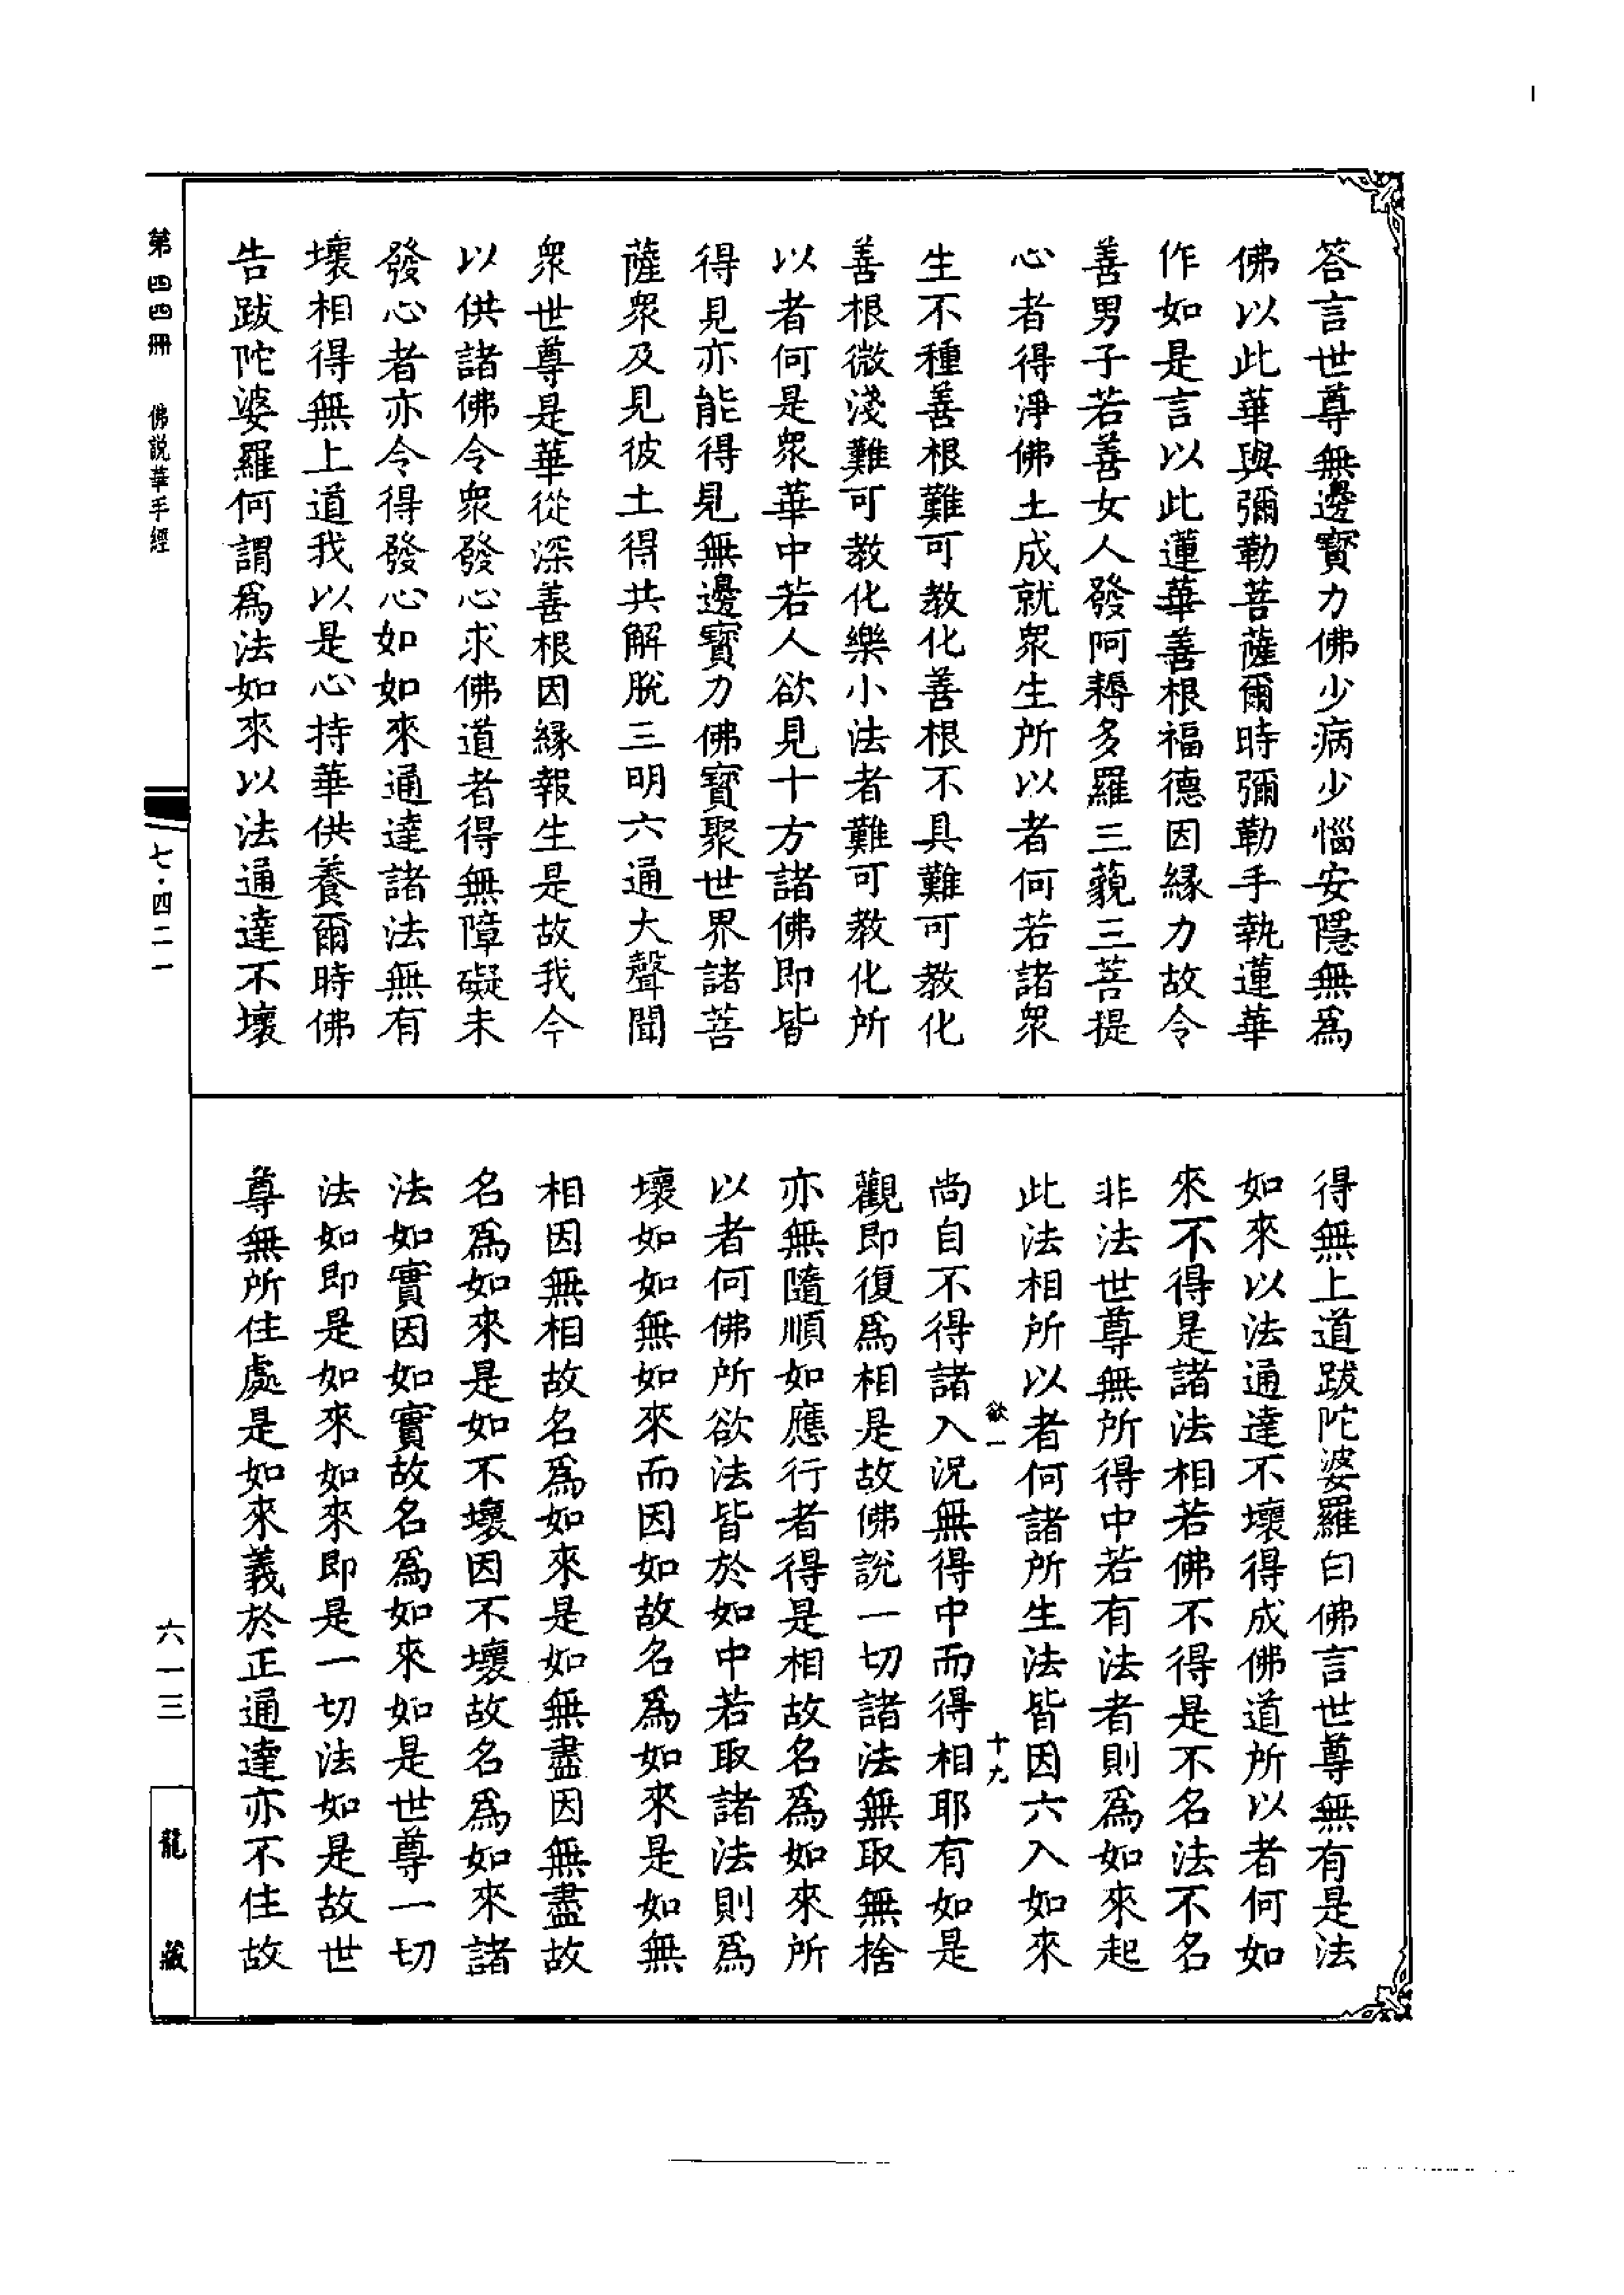 答言世尊無邊寶力佛少病少惱安隱無爲
佛以此華與彌勒菩薩爾時彌勒手執蓮華
作如是言以此蓮華善根福德因緣力故令
善男子若善女人發阿耨多羅三藐三菩提
心者得淨佛土成就衆生所以者何若諸衆
生不種善根難可教化善根不具難可教化
善根微淺難可教化樂小法者難可教化所
以者何是衆華中若人欲見十方諸佛即皆
得見亦能得見無邊寶力佛寶聚世界諸菩
薩衆及見彼土得共解脫三明六通大聲聞
衆世尊是華從深善根因緣報生是故我今
以供諸佛令衆發心求佛道者得無障礙未
發心者亦令得發心如如來通達諸法無有
壞相得無上道我以是心持華供養爾時佛
告跋陀婆羅何謂爲法如來以法通達不壞
得無上道跋陀婆羅白佛言世尊無有是法
如來以法通達不壞得成佛道所以者何如
來不得是諸法相若佛不得是不名法不名
非法世尊無所得中若有法者則爲如來起
此法相所以者何諸所生法皆因六入如來
欲一 十九
尚自不得諸入況無得中而得相耶有如是
觀即復爲相是故佛說一切諸法無取無捨
亦無隨順如應行者得是相故名爲如來所
以者何佛所欲法皆於如中若取諸法則爲
壞如如無如來而因如故名爲如來是如無
相因無相故名爲如來是如無盡因無盡故
名爲如來是如不壞因不壞故名爲如來諸
法如實因如實故名爲如來如是世尊一切
法如即是如來如來即是一切法如是故世
尊無所住處是如來義於正通達亦不住故
第四四冊 佛説華手經
七·四二一
六一三
龍藏